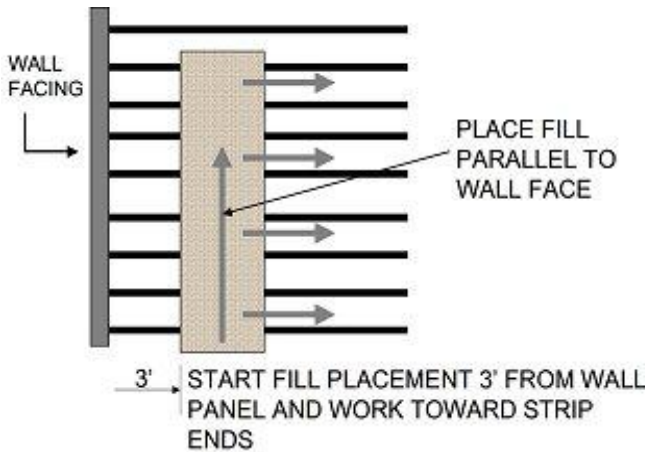 WALL
FACING
PLACE FILL
PARALLEL TO
WALL FACE
3'
START FILL PLACEMENT 3' FROM WALL
PANEL AND WORK TOWARD STRIP
ENDS